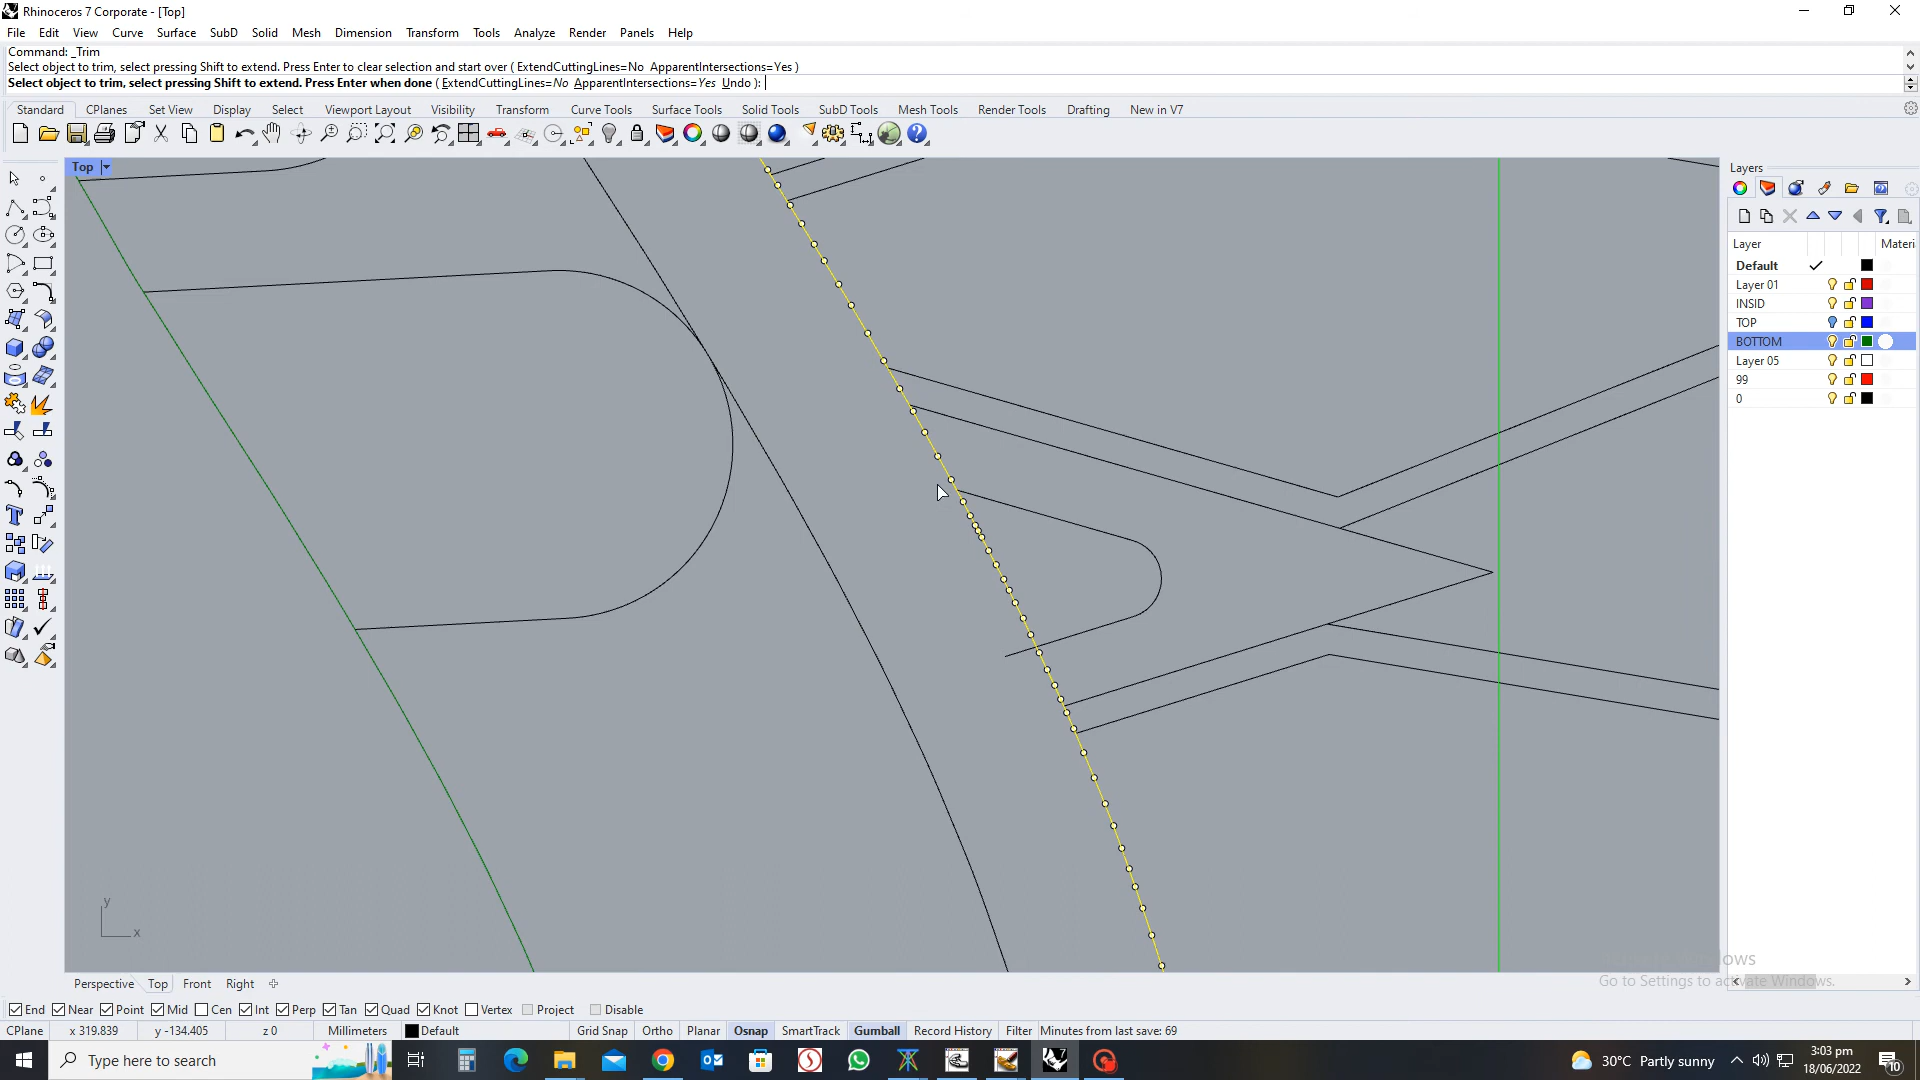 Rhinoceros 7 Corporate - [Top]
File Edit View Curve Surface SubD Solid Mesh Dimension Transform Tools Analyze Render Panels Help
Command: _Trim
Select object to trim, select pressing Shift to extend. Press Enter to clear selection and start over ( ExtendCuttingLines=No ApparentIntersections=Yes )
Select object to trim, select pressing Shift to extend. Press Enter when done ( ExtendCuttingLines=No ApparentIntersections=Yes Undo ):
Standard CPlanes Set View Display Select Viewport Layout Visibility Transform Curve Tools Surface Tools Solid Tools SubD Tools Mesh Tools Render Tools Drafting New in V7
Top
Layers
Layer Materi
Default
Layer 01
INSID
TOP
BOTTOM
Layer 05
99
0
y
x
Go to Settings to activate Windows.
Perspective Top Front Right
End Near Point Mid Cen Int Perp Tan Quad Knot Vertex Project Disable
CPlane x 319.839 y -134.405 z 0 Millimeters Default Grid Snap Ortho Planar Osnap SmartTrack Gumball Record History Filter Minutes from last save: 69
Type here to search
30°C Partly sunny
3:03 pm
18/06/2022
10